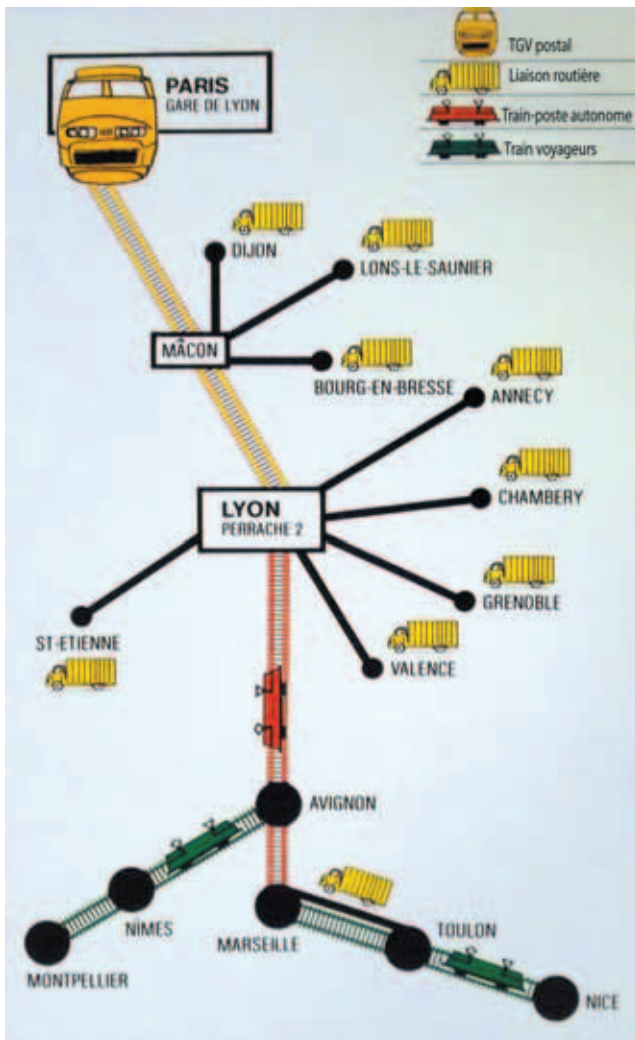 PARIS
GARE DE LYON
TGV postal
Liaison routière
Train-poste autonome
Train voyageurs
DIJON
LONS-LE-SAUNIER
MÂCON
BOURG-EN-BRESSE
ANNECY
LYON
PERRACHE 2
CHAMBERY
GRENOBLE
ST-ETIENNE
VALENCE
AVIGNON
NÎMES
MARSEILLE
TOULON
MONTPELLIER
NICE